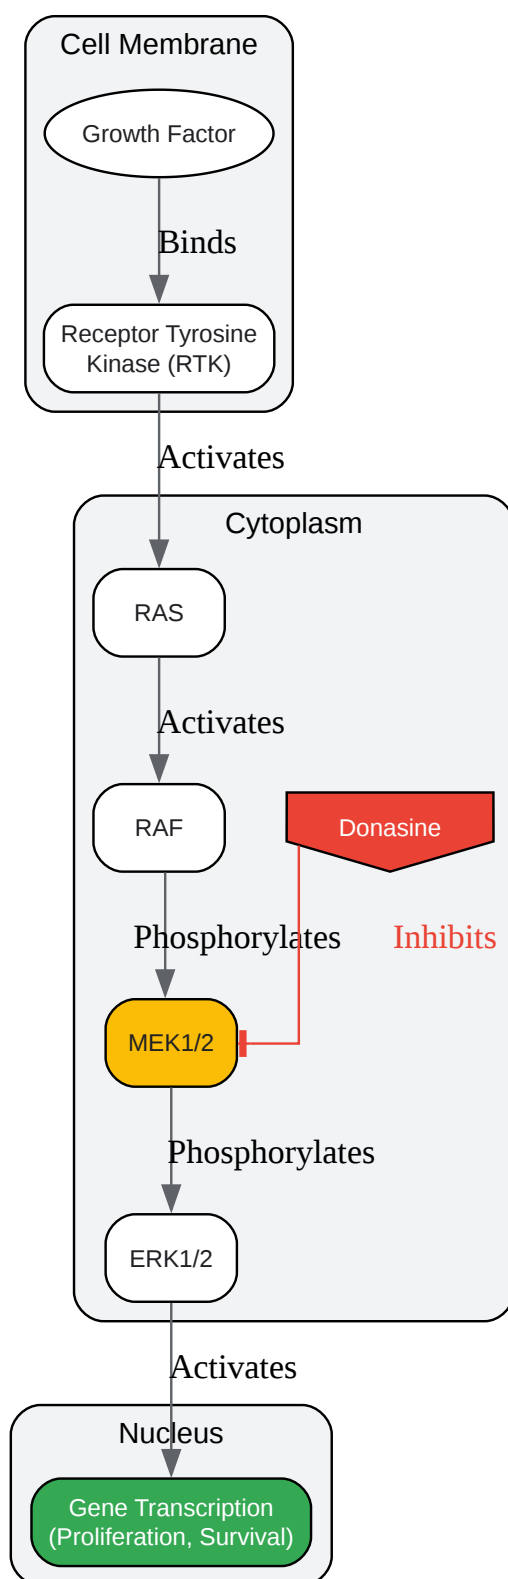 Cell Membrane
Growth Factor
Binds
Receptor Tyrosine
Kinase (RTK)
Activates
Cytoplasm
RAS
Activates
RAF
Donasine
Phosphorylates
Inhibits
MEK1/2
Phosphorylates
ERK1/2
Activates
Nucleus
Gene Transcription
(Proliferation, Survival)